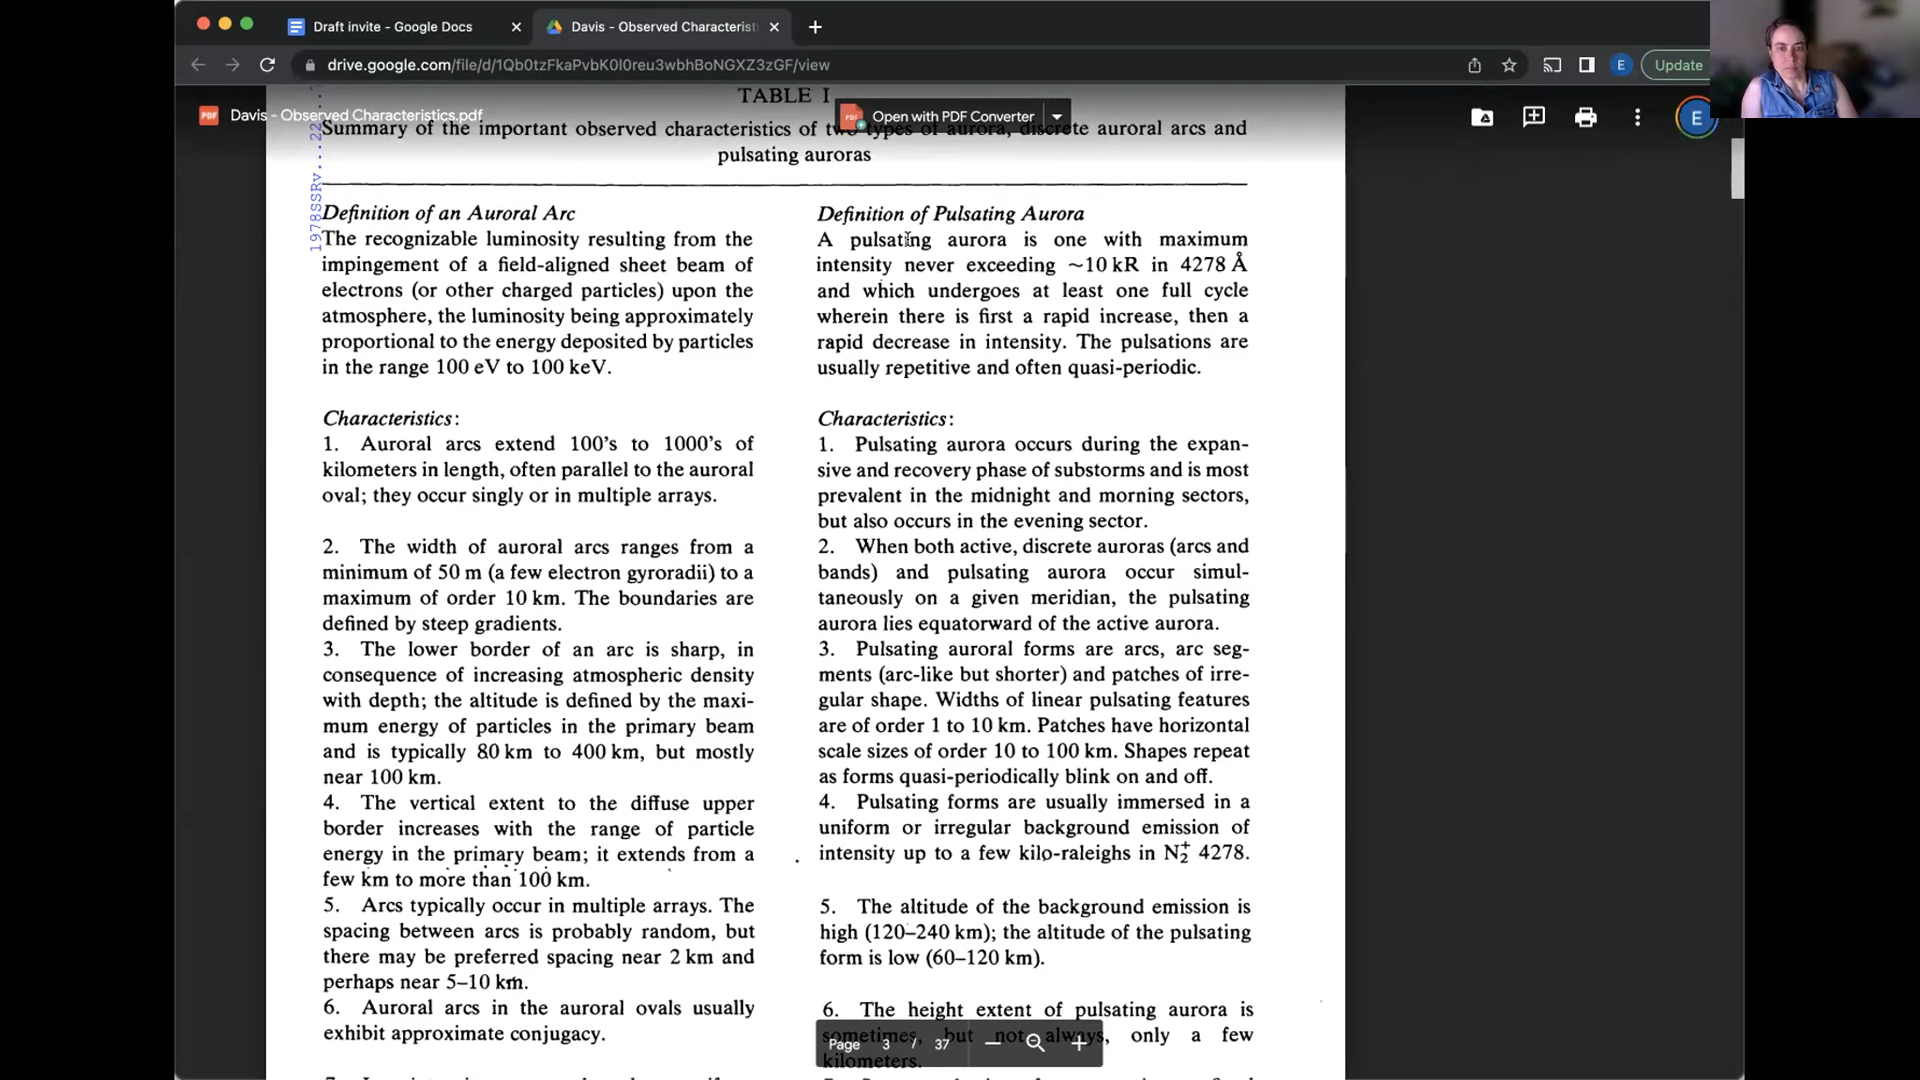 Draft invite - Google Docs
Davis - Observed Characterist
drive.google.com/file/d/1Qb0tzFkaPvbK0I0reu3wbhBoNGXZ3zGF/view
E
Update
Davis - Observed Characteristics.pdf
Open with PDF Converter
E
1978SSRv...22
TABLE I
Summary of the important observed characteristics of two types of aurora, discrete auroral arcs and
pulsating auroras
Definition of an Auroral Arc
The recognizable luminosity resulting from the
impingement of a field-aligned sheet beam of
electrons (or other charged particles) upon the
atmosphere, the luminosity being approximately
proportional to the energy deposited by particles
in the range 100 eV to 100 keV.
Characteristics:
1. Auroral arcs extend 100's to 1000's of
kilometers in length, often parallel to the auroral
oval; they occur singly or in multiple arrays.
2. The width of auroral arcs ranges from a
minimum of 50 m (a few electron gyroradii) to a
maximum of order 10 km. The boundaries are
defined by steep gradients.
3. The lower border of an arc is sharp, in
consequence of increasing atmospheric density
with depth; the altitude is defined by the maxi-
mum energy of particles in the primary beam
and is typically 80 km to 400 km, but mostly
near 100 km.
4. The vertical extent to the diffuse upper
border increases with the range of particle
energy in the primary beam; it extends from a
few km to more than 100 km.
5. Arcs typically occur in multiple arrays. The
spacing between arcs is probably random, but
there may be preferred spacing near 2 km and
perhaps near 5–10 km.
6. Auroral arcs in the auroral ovals usually
exhibit approximate conjugacy.
Definition of Pulsating Aurora
A pulsating aurora is one with maximum
intensity never exceeding ~10 kR in 4278 Å
and which undergoes at least one full cycle
wherein there is first a rapid increase, then a
rapid decrease in intensity. The pulsations are
usually repetitive and often quasi-periodic.
Characteristics:
1. Pulsating aurora occurs during the expan-
sive and recovery phase of substorms and is most
prevalent in the midnight and morning sectors,
but also occurs in the evening sector.
2. When both active, discrete auroras (arcs and
bands) and pulsating aurora occur simul-
taneously on a given meridian, the pulsating
aurora lies equatorward of the active aurora.
3. Pulsating auroral forms are arcs, arc seg-
ments (arc-like but shorter) and patches of irre-
gular shape. Widths of linear pulsating features
are of order 1 to 10 km. Patches have horizontal
scale sizes of order 10 to 100 km. Shapes repeat
as forms quasi-periodically blink on and off.
4. Pulsating forms are usually immersed in a
uniform or irregular background emission of
intensity up to a few kilo-raleighs in N₂⁺ 4278.
5. The altitude of the background emission is
high (120–240 km); the altitude of the pulsating
form is low (60–120 km).
6. The height extent of pulsating aurora is
sometimes, but not always, only a few
kilometers.
Page 3 / 37